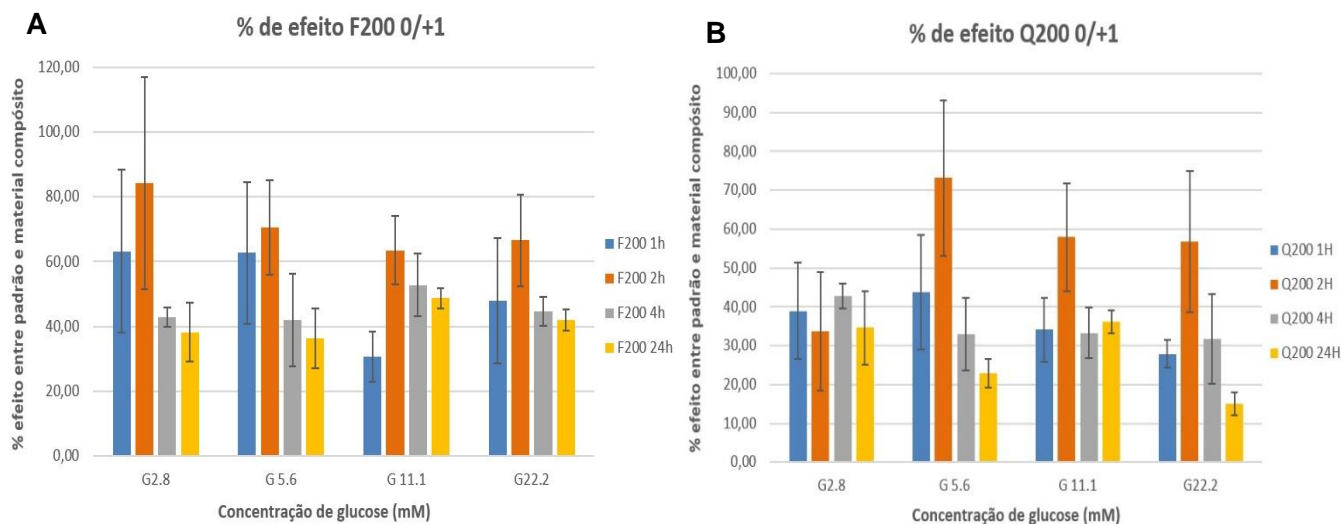 A
% de efeito F200 0/+1
% efeito entre padrão e material compósito
120,00
100,00
80,00
60,00
40,00
20,00
0,00
G2.8
G 5.6
G 11.1
G22.2
Concentração de glucose (mM)
F200 1h
F200 2h
F200 4h
F200 24h
B
% de efeito Q200 0/+1
% efeito entre padrão e material compósito
100,00
90,00
80,00
70,00
60,00
50,00
40,00
30,00
20,00
10,00
0,00
G2.8
G 5.6
G 11.1
G22.2
Concentração de glucose (mM)
Q200 1H
Q200 2H
Q200 4H
Q200 24H